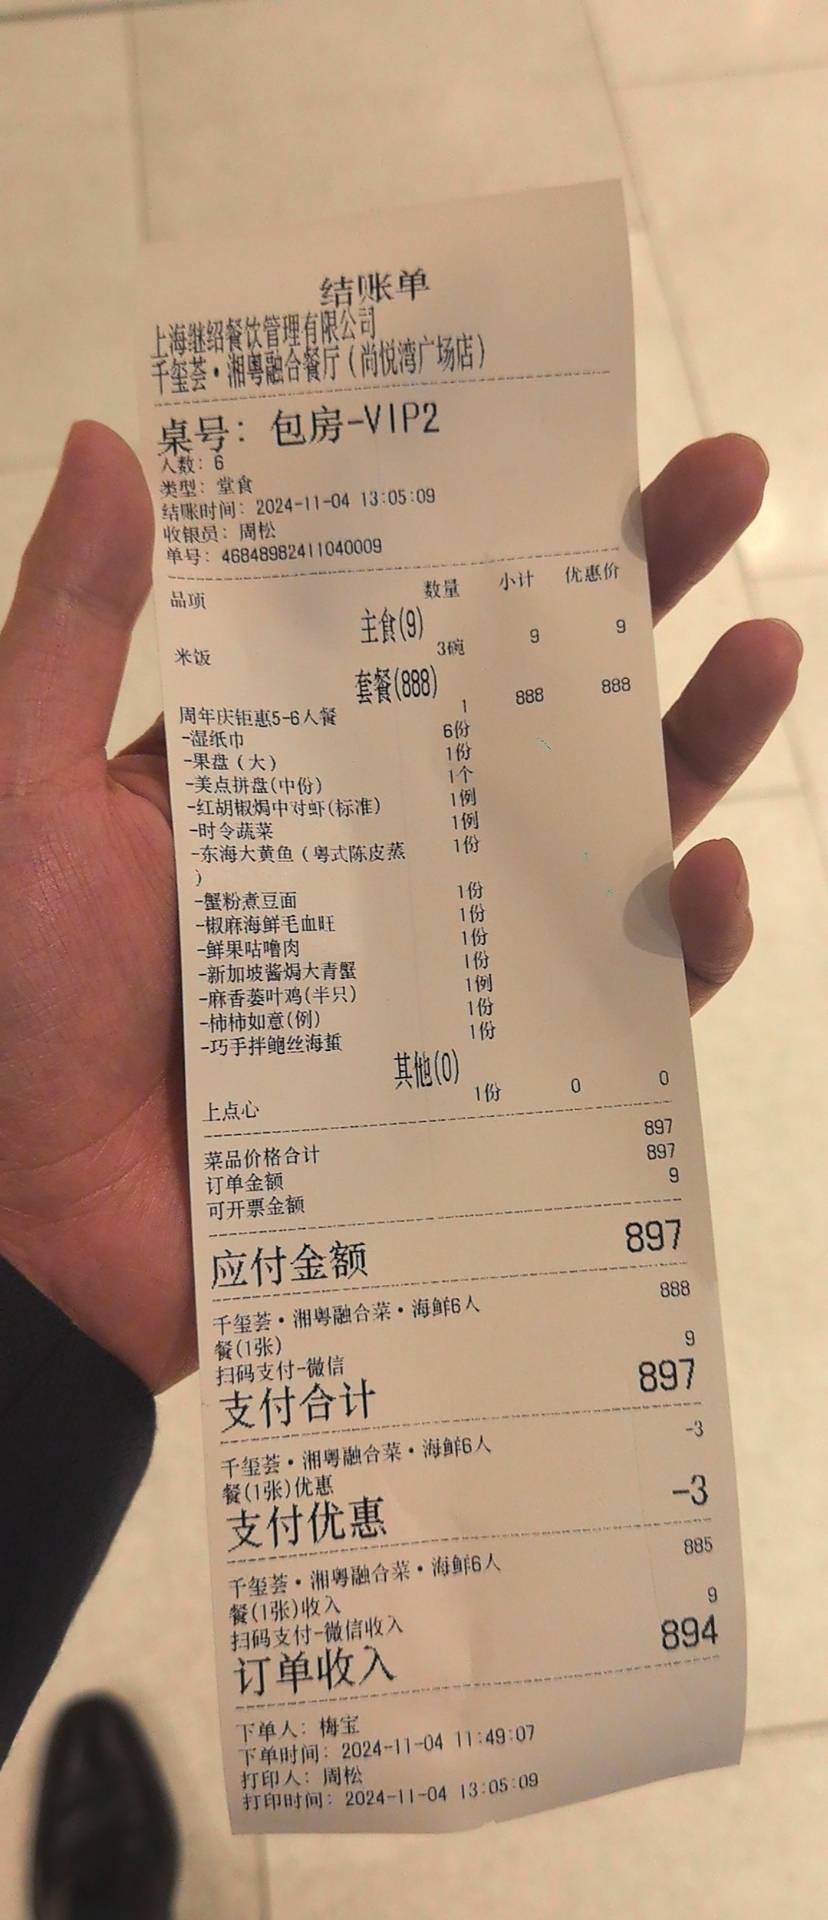 结账单
上海继绍餐饮管理有限公司
千玺荟·湘粤融合餐厅(尚悦湾广场店)
桌号: 包房-VIP2
人数: 6
类型: 堂食
结账时间: 2024-11-04 13:05:09
收银员: 周松
单号: 46848982411040009
品项 数量 小计 优惠价
主食(9)
米饭 3碗 9 9
套餐(888)
周年庆钜惠5-6人餐 1 888 888
-湿纸巾 6份
-果盘(大) 1份
-美点拼盘(中份) 1个
-红胡椒焗中对虾(标准) 1例
-时令蔬菜 1例
-东海大黄鱼(粤式陈皮蒸 1份
)
-蟹粉煮豆面 1份
-椒麻海鲜毛血旺 1份
-鲜果咕噜肉 1份
-新加坡酱焗大青蟹 1份
-麻香蒌叶鸡(半只) 1例
-柿柿如意(例) 1份
-巧手拌鲍丝海蜇 1份
其他(0)
上点心 1份 0 0
菜品价格合计 897
订单金额 897
可开票金额 9
应付金额 897
千玺荟·湘粤融合菜·海鲜6人 888
餐(1张)
扫码支付-微信 9
支付合计 897
千玺荟·湘粤融合菜·海鲜6人 -3
餐(1张)优惠
支付优惠 -3
千玺荟·湘粤融合菜·海鲜6人 885
餐(1张)收入
扫码支付-微信收入 9
订单收入 894
下单人: 梅宝
下单时间: 2024-11-04 11:49:07
打印人: 周松
打印时间: 2024-11-04 13:05:09